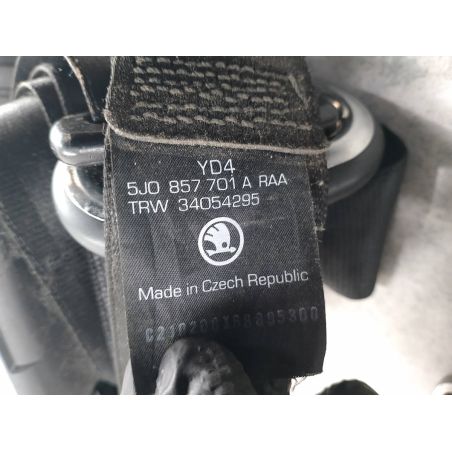 YD4
5J0 857 701 A RAA
TRW 34054295
Made in Czech Republic